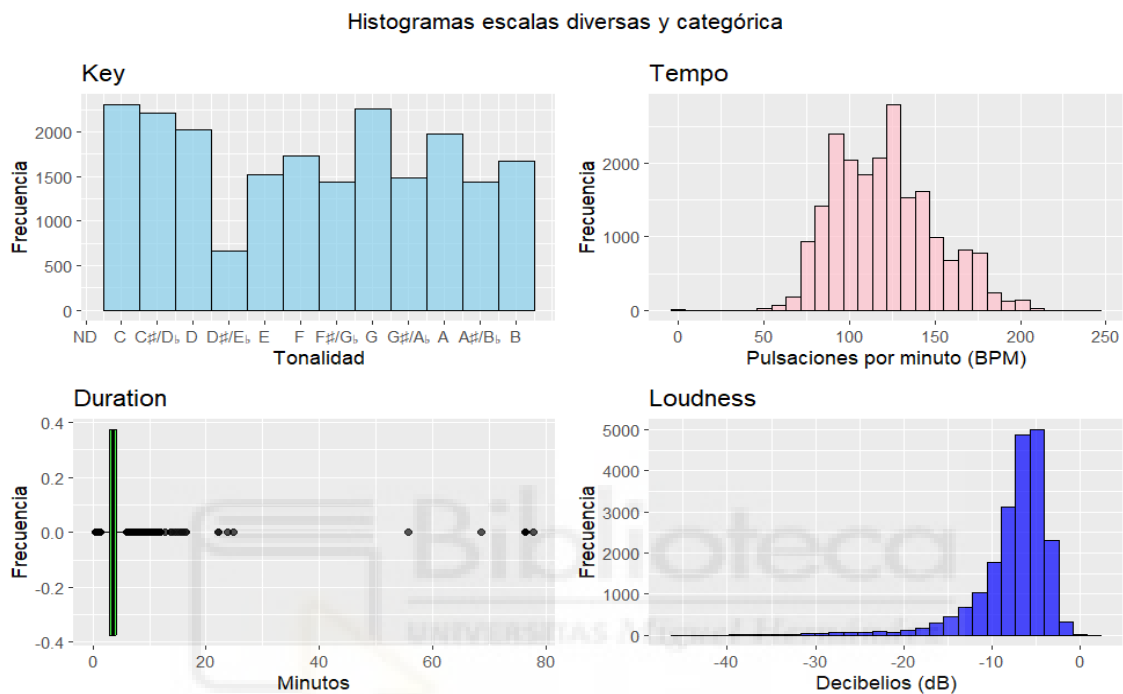 Histogramas escalas diversas y categórica
Key
Frecuencia
2000
1500
1000
500
0
ND C C♯/D♭ D D♯/E♭ E F F♯/G♭ G G♯/A♭ A A♯/B♭ B
Tonalidad
Tempo
Frecuencia
2000
1000
0
0 50 100 150 200 250
Pulsaciones por minuto (BPM)
Duration
Frecuencia
0.4
0.2
0.0
-0.2
-0.4
0 20 40 60 80
Minutos
Loudness
Frecuencia
5000
4000
3000
2000
1000
0
-40 -30 -20 -10 0
Decibelios (dB)
Biblioteca
UNIVERSITAS Miguel